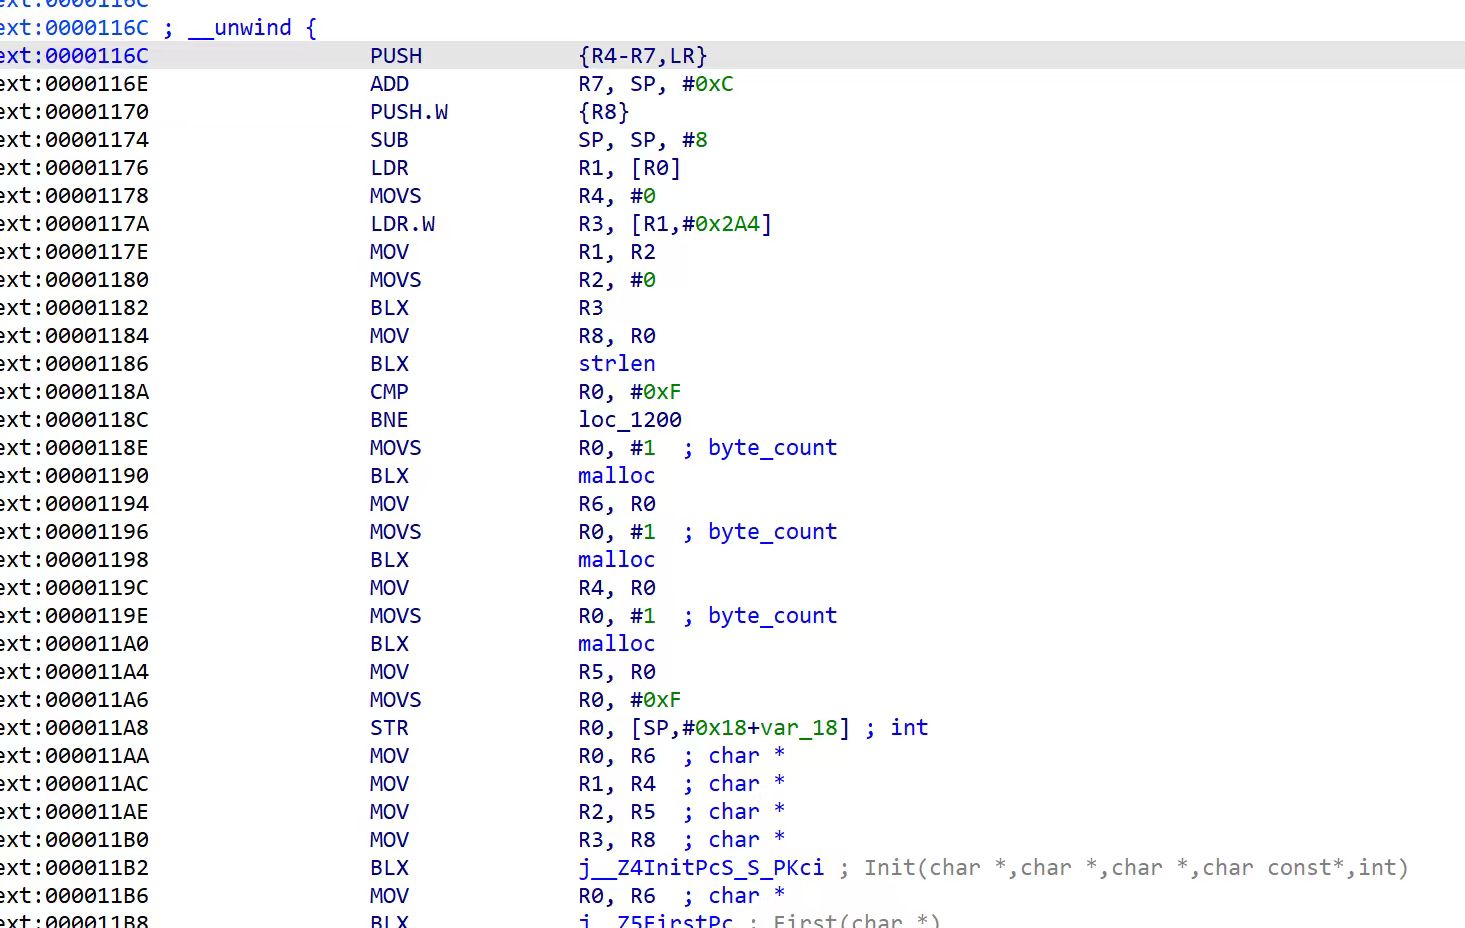 ext:0000116C
ext:0000116C ; __unwind {
ext:0000116C PUSH {R4-R7,LR}
ext:0000116E ADD R7, SP, #0xC
ext:00001170 PUSH.W {R8}
ext:00001174 SUB SP, SP, #8
ext:00001176 LDR R1, [R0]
ext:00001178 MOVS R4, #0
ext:0000117A LDR.W R3, [R1,#0x2A4]
ext:0000117E MOV R1, R2
ext:00001180 MOVS R2, #0
ext:00001182 BLX R3
ext:00001184 MOV R8, R0
ext:00001186 BLX strlen
ext:0000118A CMP R0, #0xF
ext:0000118C BNE loc_1200
ext:0000118E MOVS R0, #1 ; byte_count
ext:00001190 BLX malloc
ext:00001194 MOV R6, R0
ext:00001196 MOVS R0, #1 ; byte_count
ext:00001198 BLX malloc
ext:0000119C MOV R4, R0
ext:0000119E MOVS R0, #1 ; byte_count
ext:000011A0 BLX malloc
ext:000011A4 MOV R5, R0
ext:000011A6 MOVS R0, #0xF
ext:000011A8 STR R0, [SP,#0x18+var_18] ; int
ext:000011AA MOV R0, R6 ; char *
ext:000011AC MOV R1, R4 ; char *
ext:000011AE MOV R2, R5 ; char *
ext:000011B0 MOV R3, R8 ; char *
ext:000011B2 BLX j__Z4InitPcS_S_PKci ; Init(char *,char *,char *,char const*,int)
ext:000011B6 MOV R0, R6 ; char *
ext:000011B8 BLX j__Z5FirstPc ; First(char *)